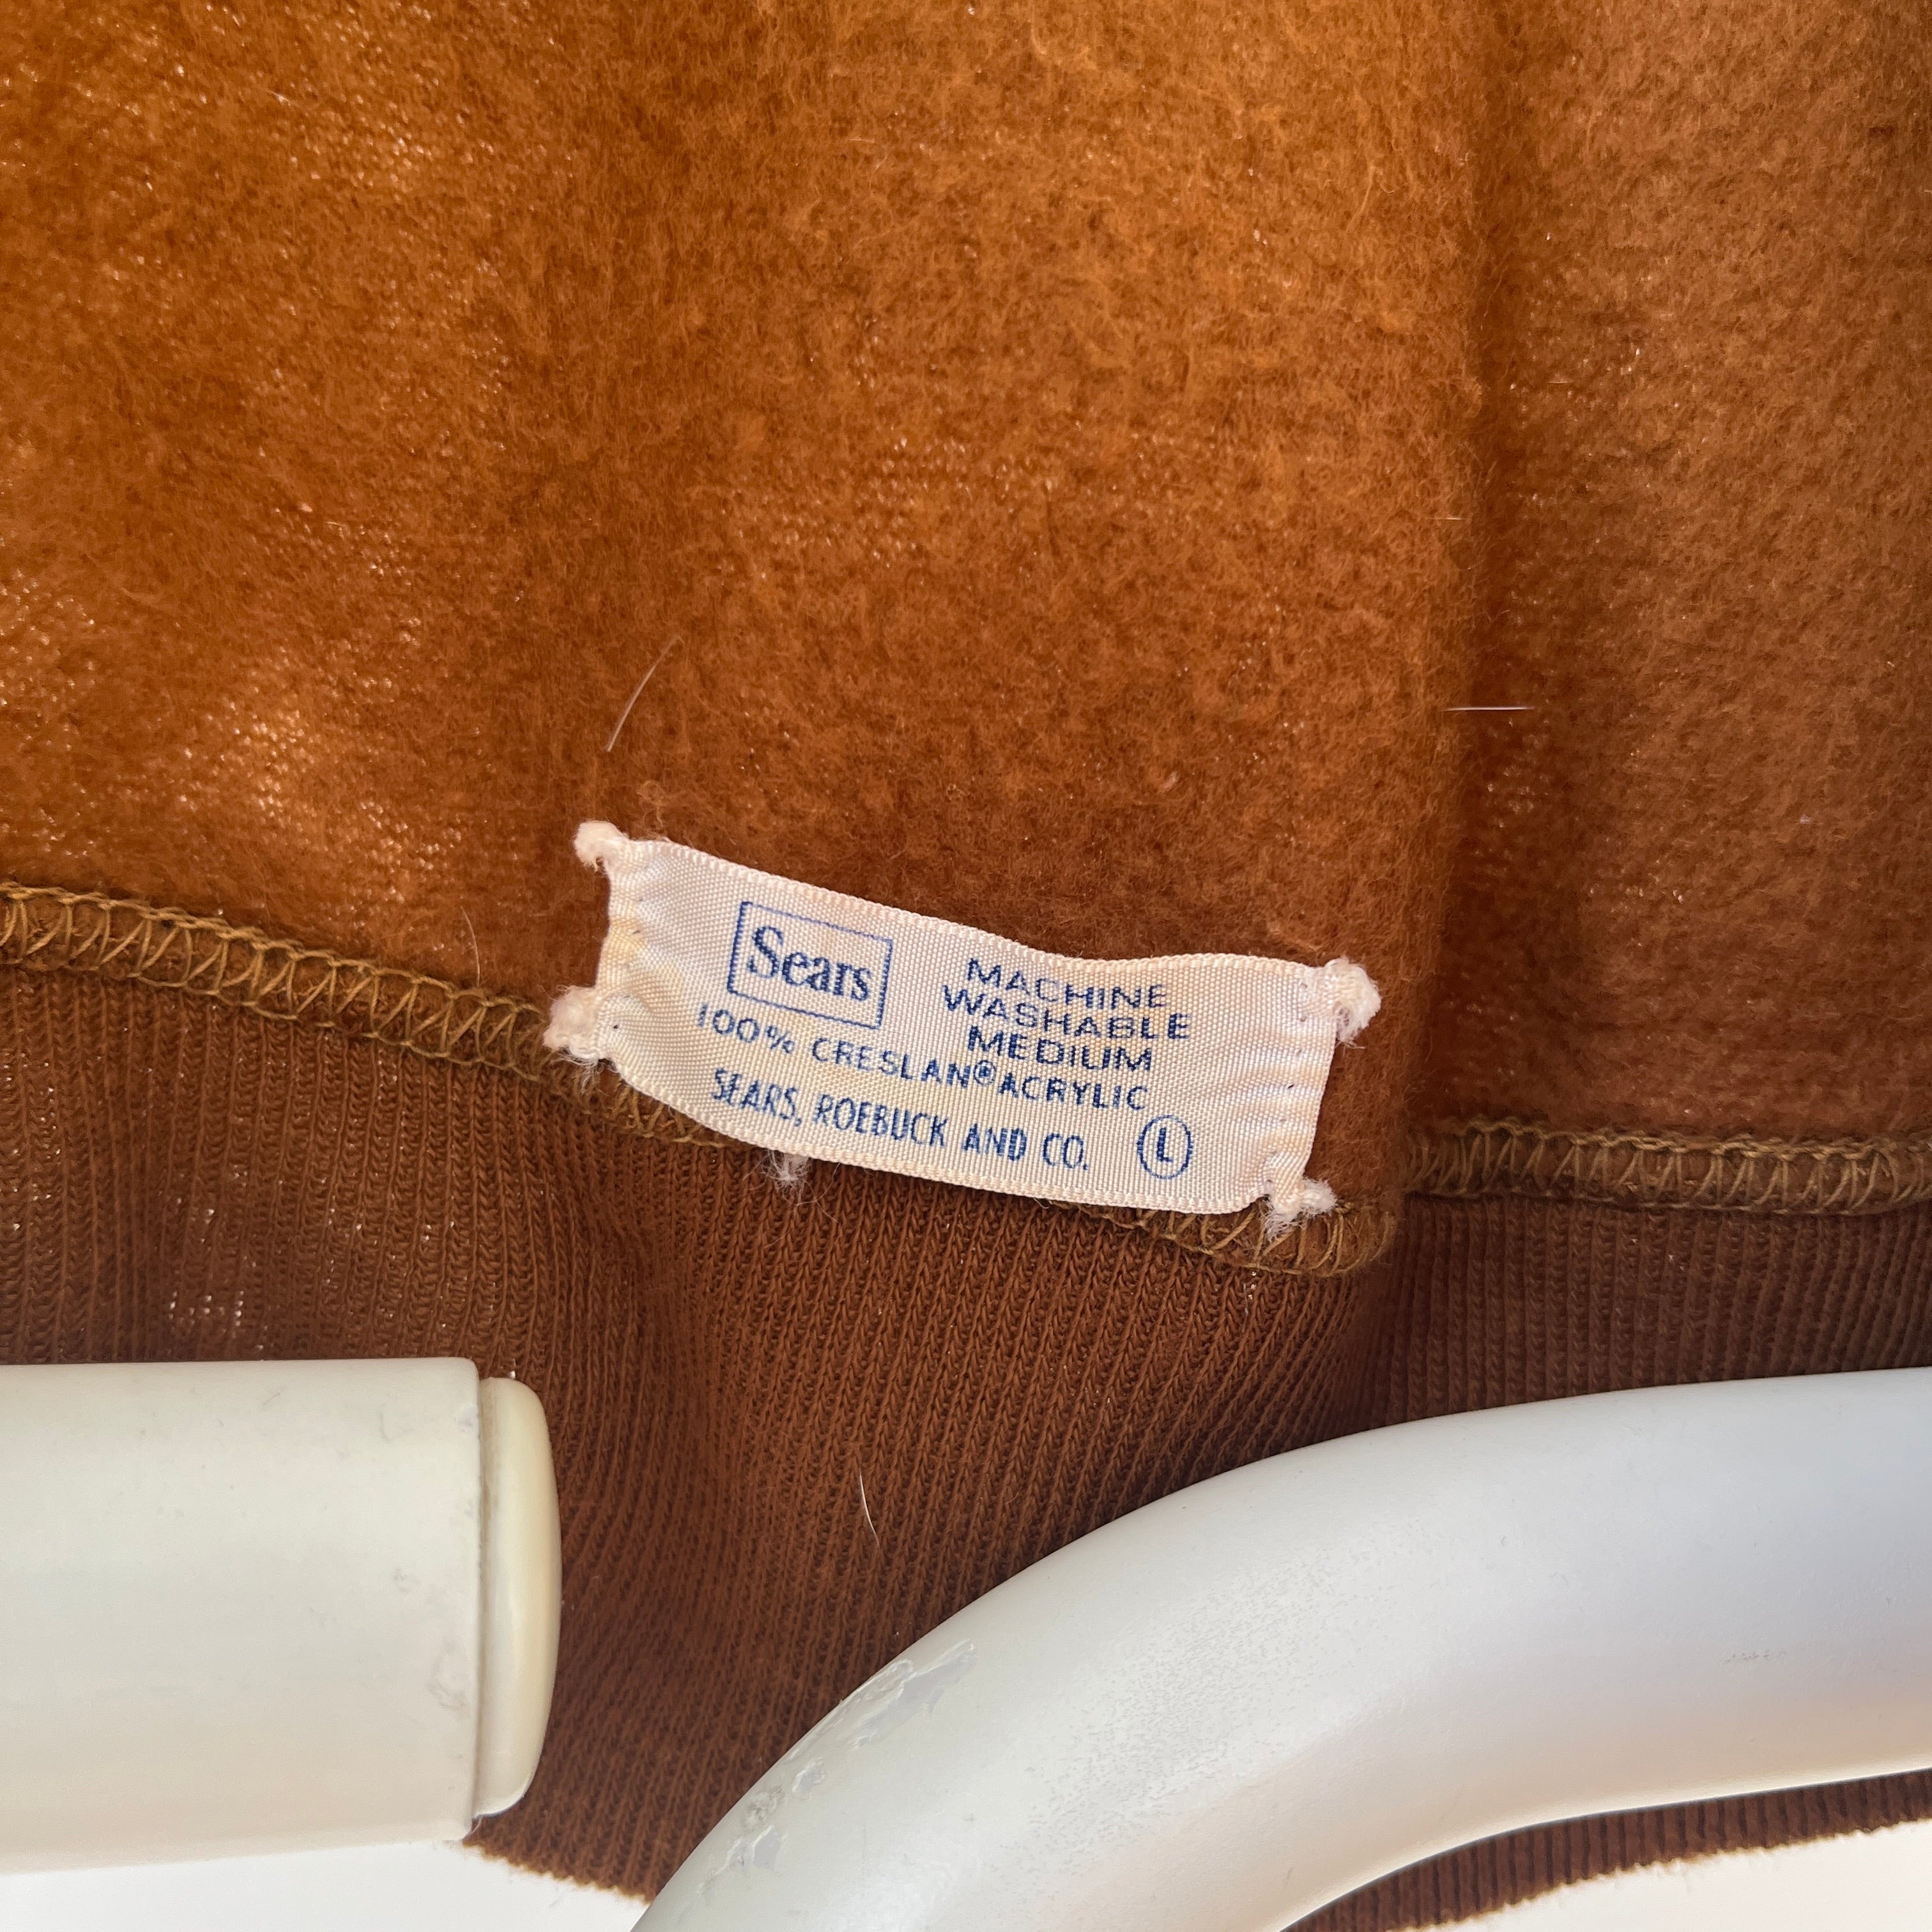 Sears
MACHINE
WASHABLE
MEDIUM
100% CRESLAN® ACRYLIC
SEARS, ROEBUCK AND CO. L